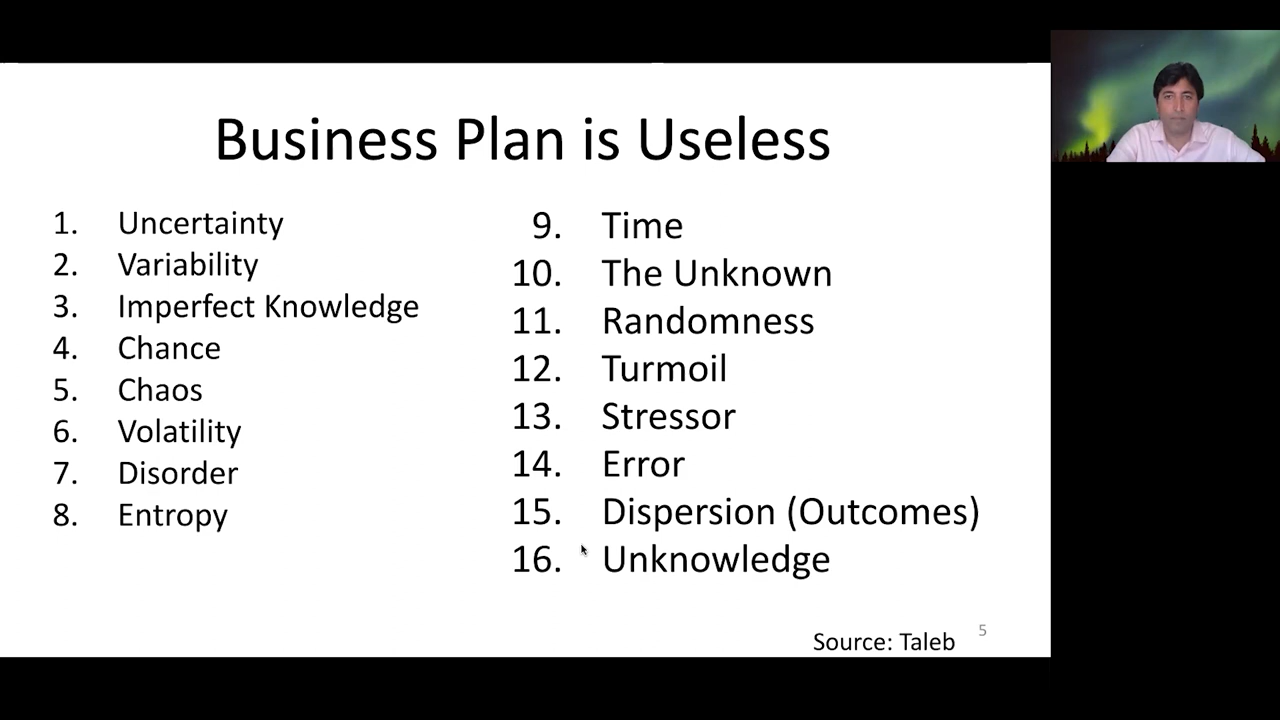 Business Plan is Useless
1. Uncertainty
2. Variability
3. Imperfect Knowledge
4. Chance
5. Chaos
6. Volatility
7. Disorder
8. Entropy
9. Time
10. The Unknown
11. Randomness
12. Turmoil
13. Stressor
14. Error
15. Dispersion (Outcomes)
16. Unknowledge
Source: Taleb
5